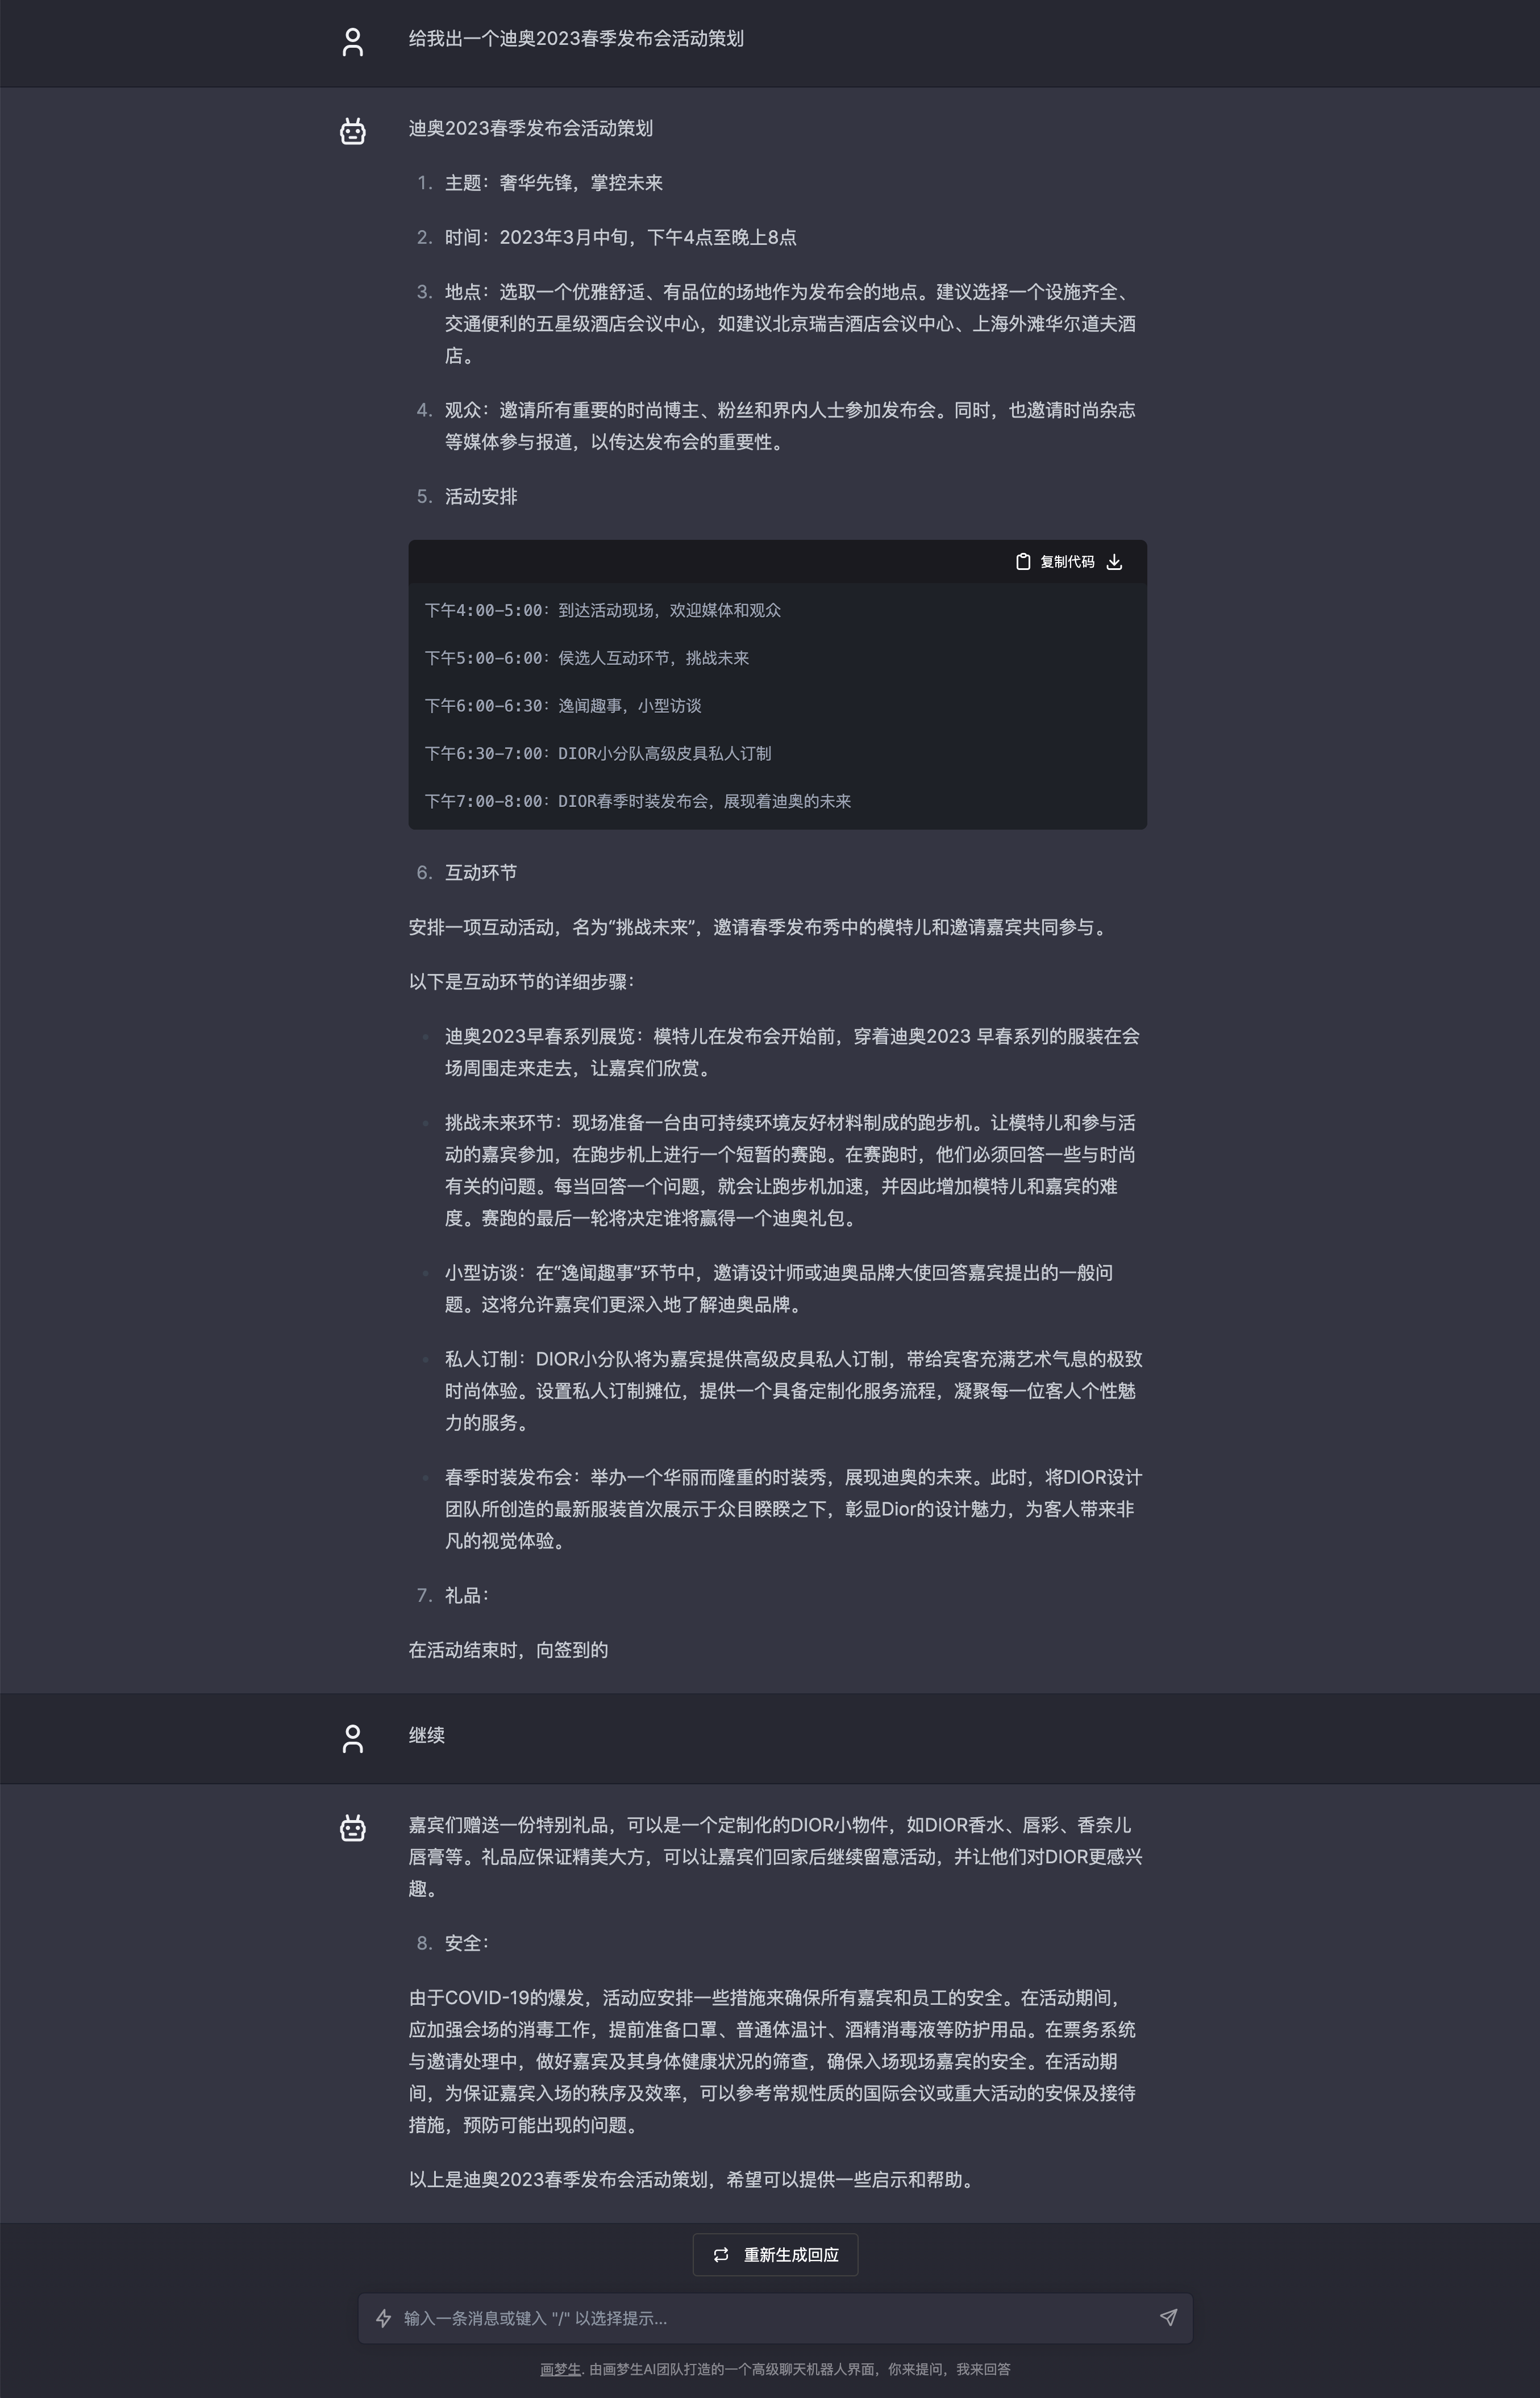 给我出一个迪奥2023春季发布会活动策划
迪奥2023春季发布会活动策划
1. 主题：奢华先锋，掌控未来
2. 时间：2023年3月中旬，下午4点至晚上8点
3. 地点：选取一个优雅舒适、有品位的场地作为发布会的地点。建议选择一个设施齐全、
交通便利的五星级酒店会议中心，如建议北京瑞吉酒店会议中心、上海外滩华尔道夫酒
店。
4. 观众：邀请所有重要的时尚博主、粉丝和界内人士参加发布会。同时，也邀请时尚杂志
等媒体参与报道，以传达发布会的重要性。
5. 活动安排
复制代码
下午4:00-5:00：到达活动现场，欢迎媒体和观众
下午5:00-6:00：侯选人互动环节，挑战未来
下午6:00-6:30：逸闻趣事，小型访谈
下午6:30-7:00：DIOR小分队高级皮具私人订制
下午7:00-8:00：DIOR春季时装发布会，展现着迪奥的未来
6. 互动环节
安排一项互动活动，名为“挑战未来”，邀请春季发布秀中的模特儿和邀请嘉宾共同参与。
以下是互动环节的详细步骤：
迪奥2023早春系列展览：模特儿在发布会开始前，穿着迪奥2023 早春系列的服装在会
场周围走来走去，让嘉宾们欣赏。
挑战未来环节：现场准备一台由可持续环境友好材料制成的跑步机。让模特儿和参与活
动的嘉宾参加，在跑步机上进行一个短暂的赛跑。在赛跑时，他们必须回答一些与时尚
有关的问题。每当回答一个问题，就会让跑步机加速，并因此增加模特儿和嘉宾的难
度。赛跑的最后一轮将决定谁将赢得一个迪奥礼包。
小型访谈：在“逸闻趣事”环节中，邀请设计师或迪奥品牌大使回答嘉宾提出的一般问
题。这将允许嘉宾们更深入地了解迪奥品牌。
私人订制：DIOR小分队将为嘉宾提供高级皮具私人订制，带给宾客充满艺术气息的极致
时尚体验。设置私人订制摊位，提供一个具备定制化服务流程，凝聚每一位客人个性魅
力的服务。
春季时装发布会：举办一个华丽而隆重的时装秀，展现迪奥的未来。此时，将DIOR设计
团队所创造的最新服装首次展示于众目睽睽之下，彰显Dior的设计魅力，为客人带来非
凡的视觉体验。
7. 礼品：
在活动结束时，向签到的
继续
嘉宾们赠送一份特别礼品，可以是一个定制化的DIOR小物件，如DIOR香水、唇彩、香奈儿
唇膏等。礼品应保证精美大方，可以让嘉宾们回家后继续留意活动，并让他们对DIOR更感兴
趣。
8. 安全：
由于COVID-19的爆发，活动应安排一些措施来确保所有嘉宾和员工的安全。在活动期间，
应加强会场的消毒工作，提前准备口罩、普通体温计、酒精消毒液等防护用品。在票务系统
与邀请处理中，做好嘉宾及其身体健康状况的筛查，确保入场现场嘉宾的安全。在活动期
间，为保证嘉宾入场的秩序及效率，可以参考常规性质的国际会议或重大活动的安保及接待
措施，预防可能出现的问题。
以上是迪奥2023春季发布会活动策划，希望可以提供一些启示和帮助。
重新生成回应
输入一条消息或键入 "/" 以选择提示...
画梦生. 由画梦生AI团队打造的一个高级聊天机器人界面，你来提问，我来回答